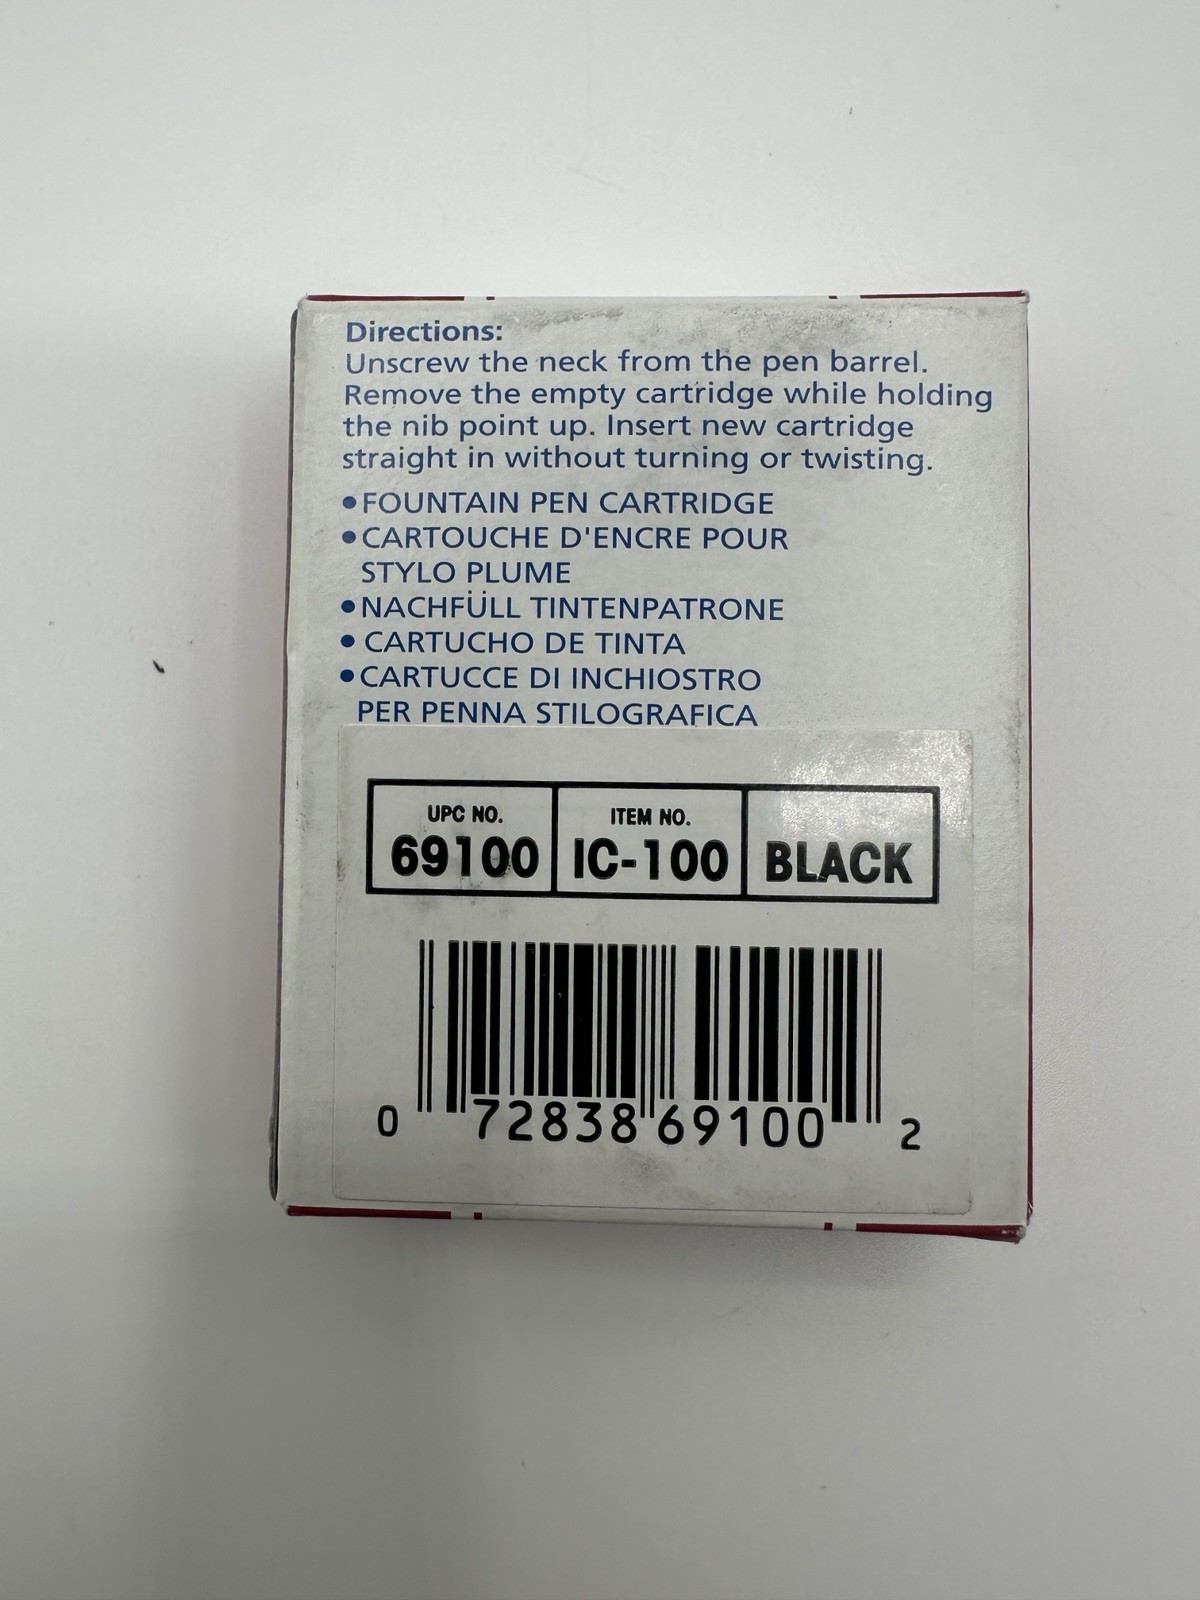 Directions:
Unscrew the neck from the pen barrel.
Remove the empty cartridge while holding
the nib point up. Insert new cartridge
straight in without turning or twisting.
•FOUNTAIN PEN CARTRIDGE
•CARTOUCHE D'ENCRE POUR
STYLO PLUME
•NACHFÜLL TINTENPATRONE
• CARTUCHO DE TINTA
•CARTUCCE DI INCHIOSTRO
PER PENNA STILOGRAFICA
UPC NO. ITEM NO.
69100 IC-100 BLACK
0 72838 69100 2